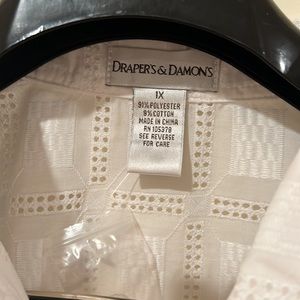 DRAPER'S & DAMON'S
1X
91% POLYESTER
9% COTTON
MADE IN CHINA
RN 105378
SEE REVERSE
FOR CARE